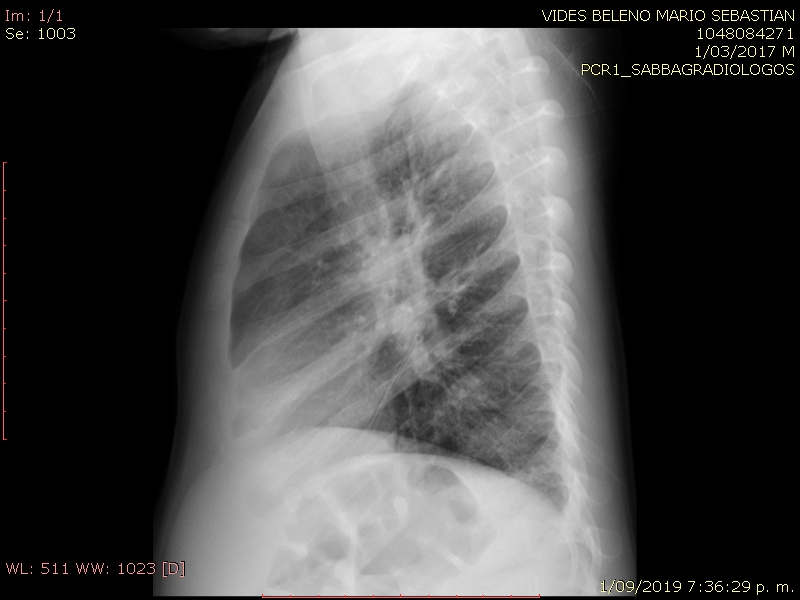 Im: 1/1
Se: 1003
VIDES BELENO MARIO SEBASTIAN
1048084271
1/03/2017 M
PCR1_SABBAGRADIOLOGOS
WL: 511 WW: 1023 [D]
1/09/2019 7:36:29 p. m.